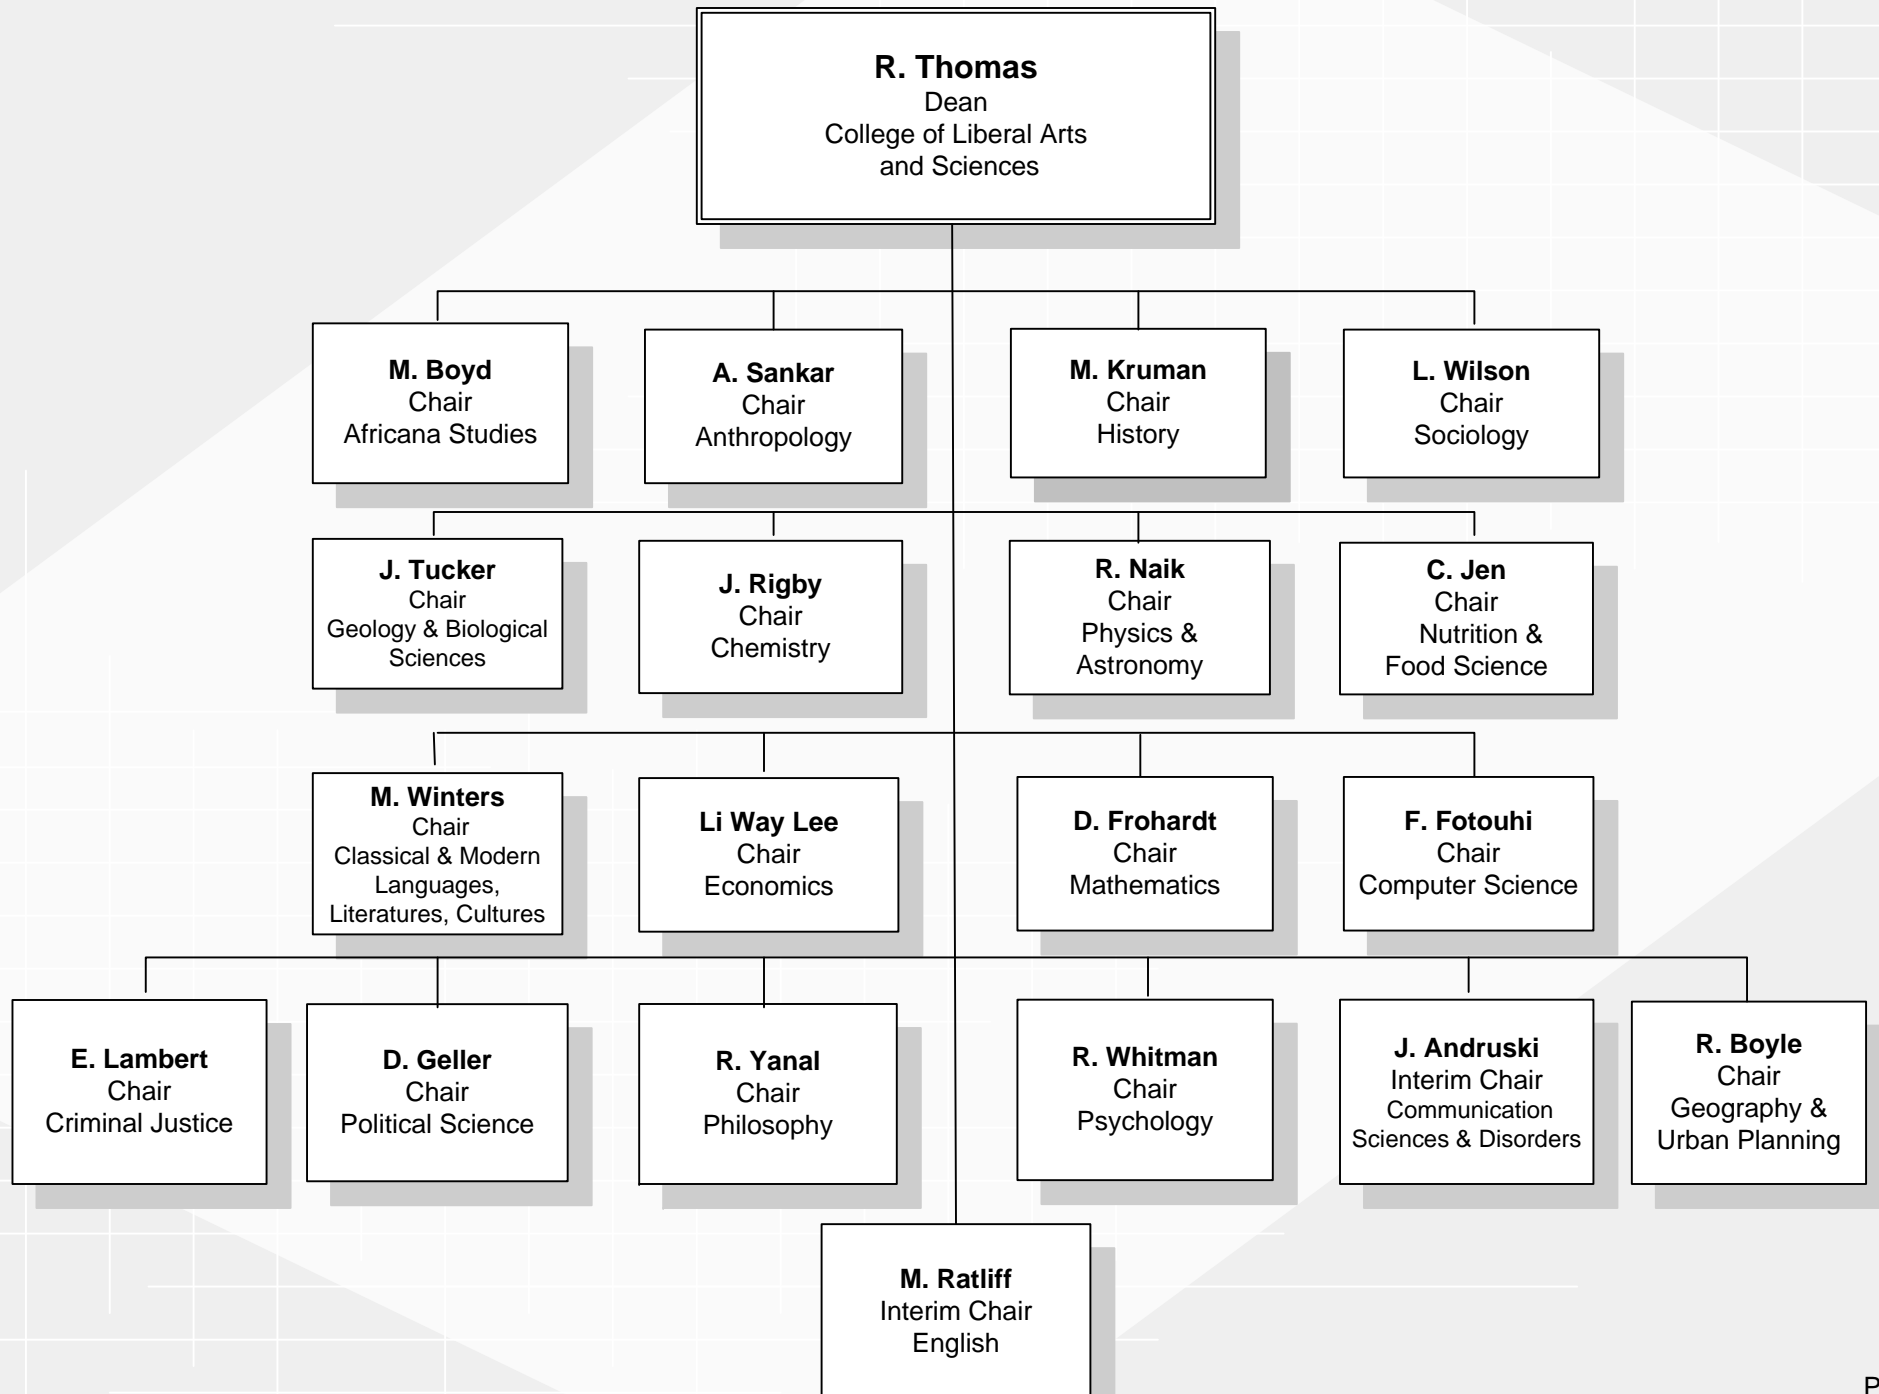 R. Thomas
Dean
College of Liberal Arts
and Sciences
M. Boyd
Chair
Africana Studies
A. Sankar
Chair
Anthropology
M. Kruman
Chair
History
L. Wilson
Chair
Sociology
J. Tucker
Chair
Geology & Biological
Sciences
J. Rigby
Chair
Chemistry
R. Naik
Chair
Physics &
Astronomy
C. Jen
Chair
Nutrition &
Food Science
M. Winters
Chair
Classical & Modern
Languages,
Literatures, Cultures
Li Way Lee
Chair
Economics
D. Frohardt
Chair
Mathematics
F. Fotouhi
Chair
Computer Science
E. Lambert
Chair
Criminal Justice
D. Geller
Chair
Political Science
R. Yanal
Chair
Philosophy
R. Whitman
Chair
Psychology
J. Andruski
Interim Chair
Communication
Sciences & Disorders
R. Boyle
Chair
Geography &
Urban Planning
M. Ratliff
Interim Chair
English
P